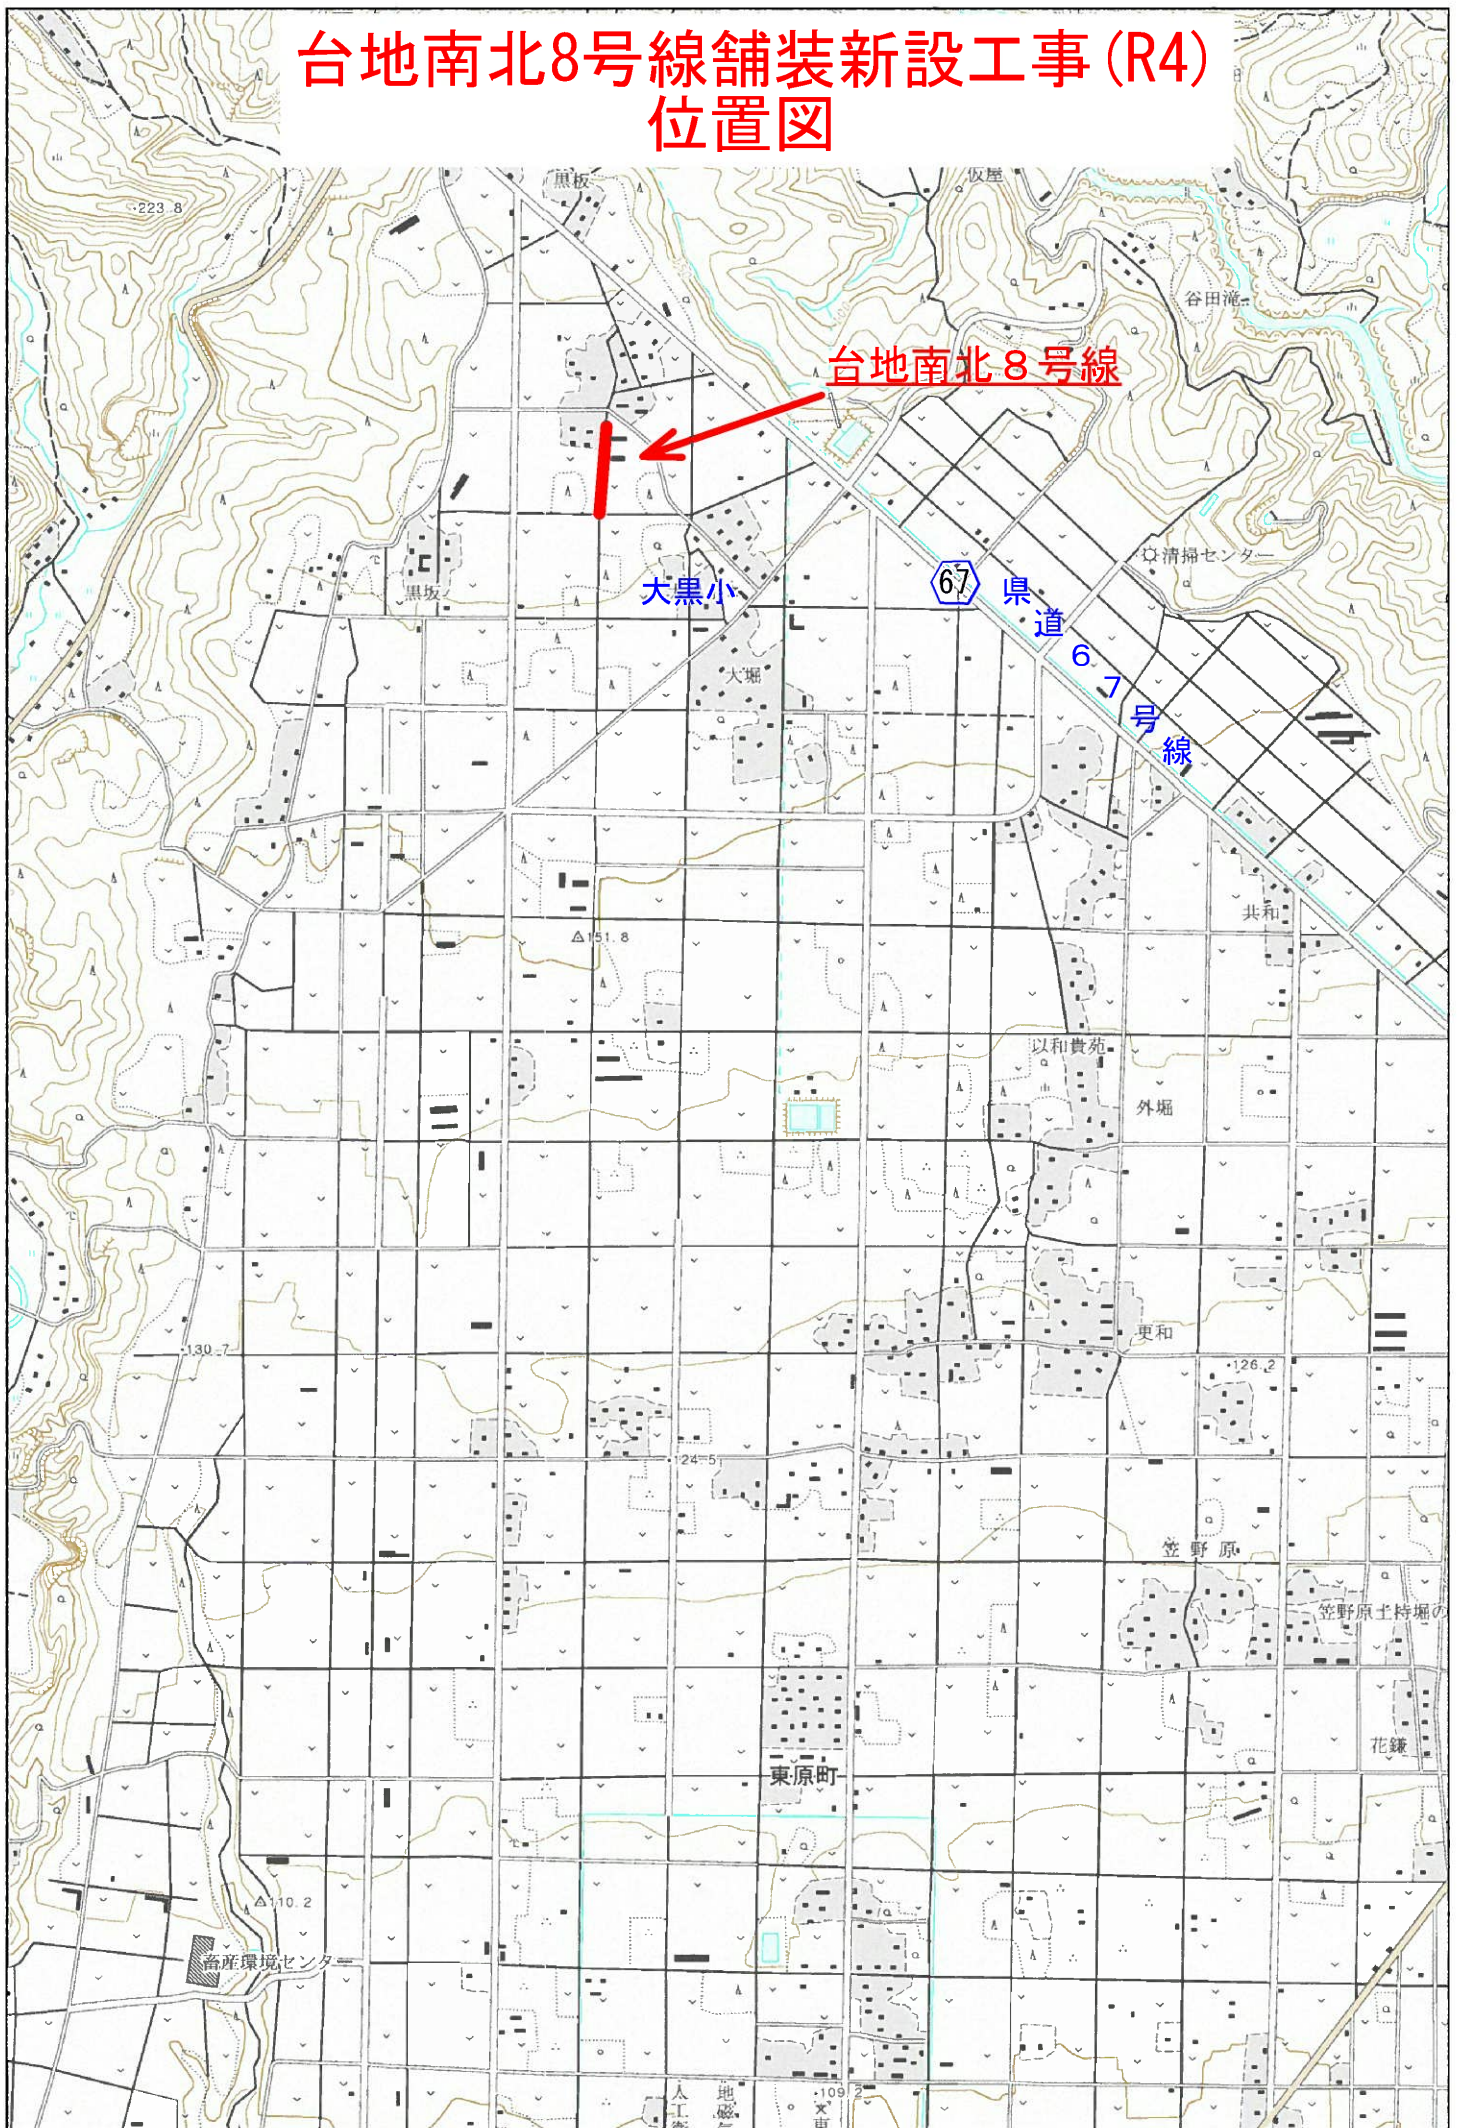 台地南北8号線舗装新設工事(R4)
位置図
黒板
仮屋
・223.8
谷田滝
台地南北８号線
清掃センター
黒坂
大黒小
67
県道６７号線
大堀
共和
151.8
以和貴苑
外堀
更和
・130.7
・126.2
・124.5
笠野原
笠野原土持堀の
花鎌
東原町
110.2
畜産環境センター
・109.2